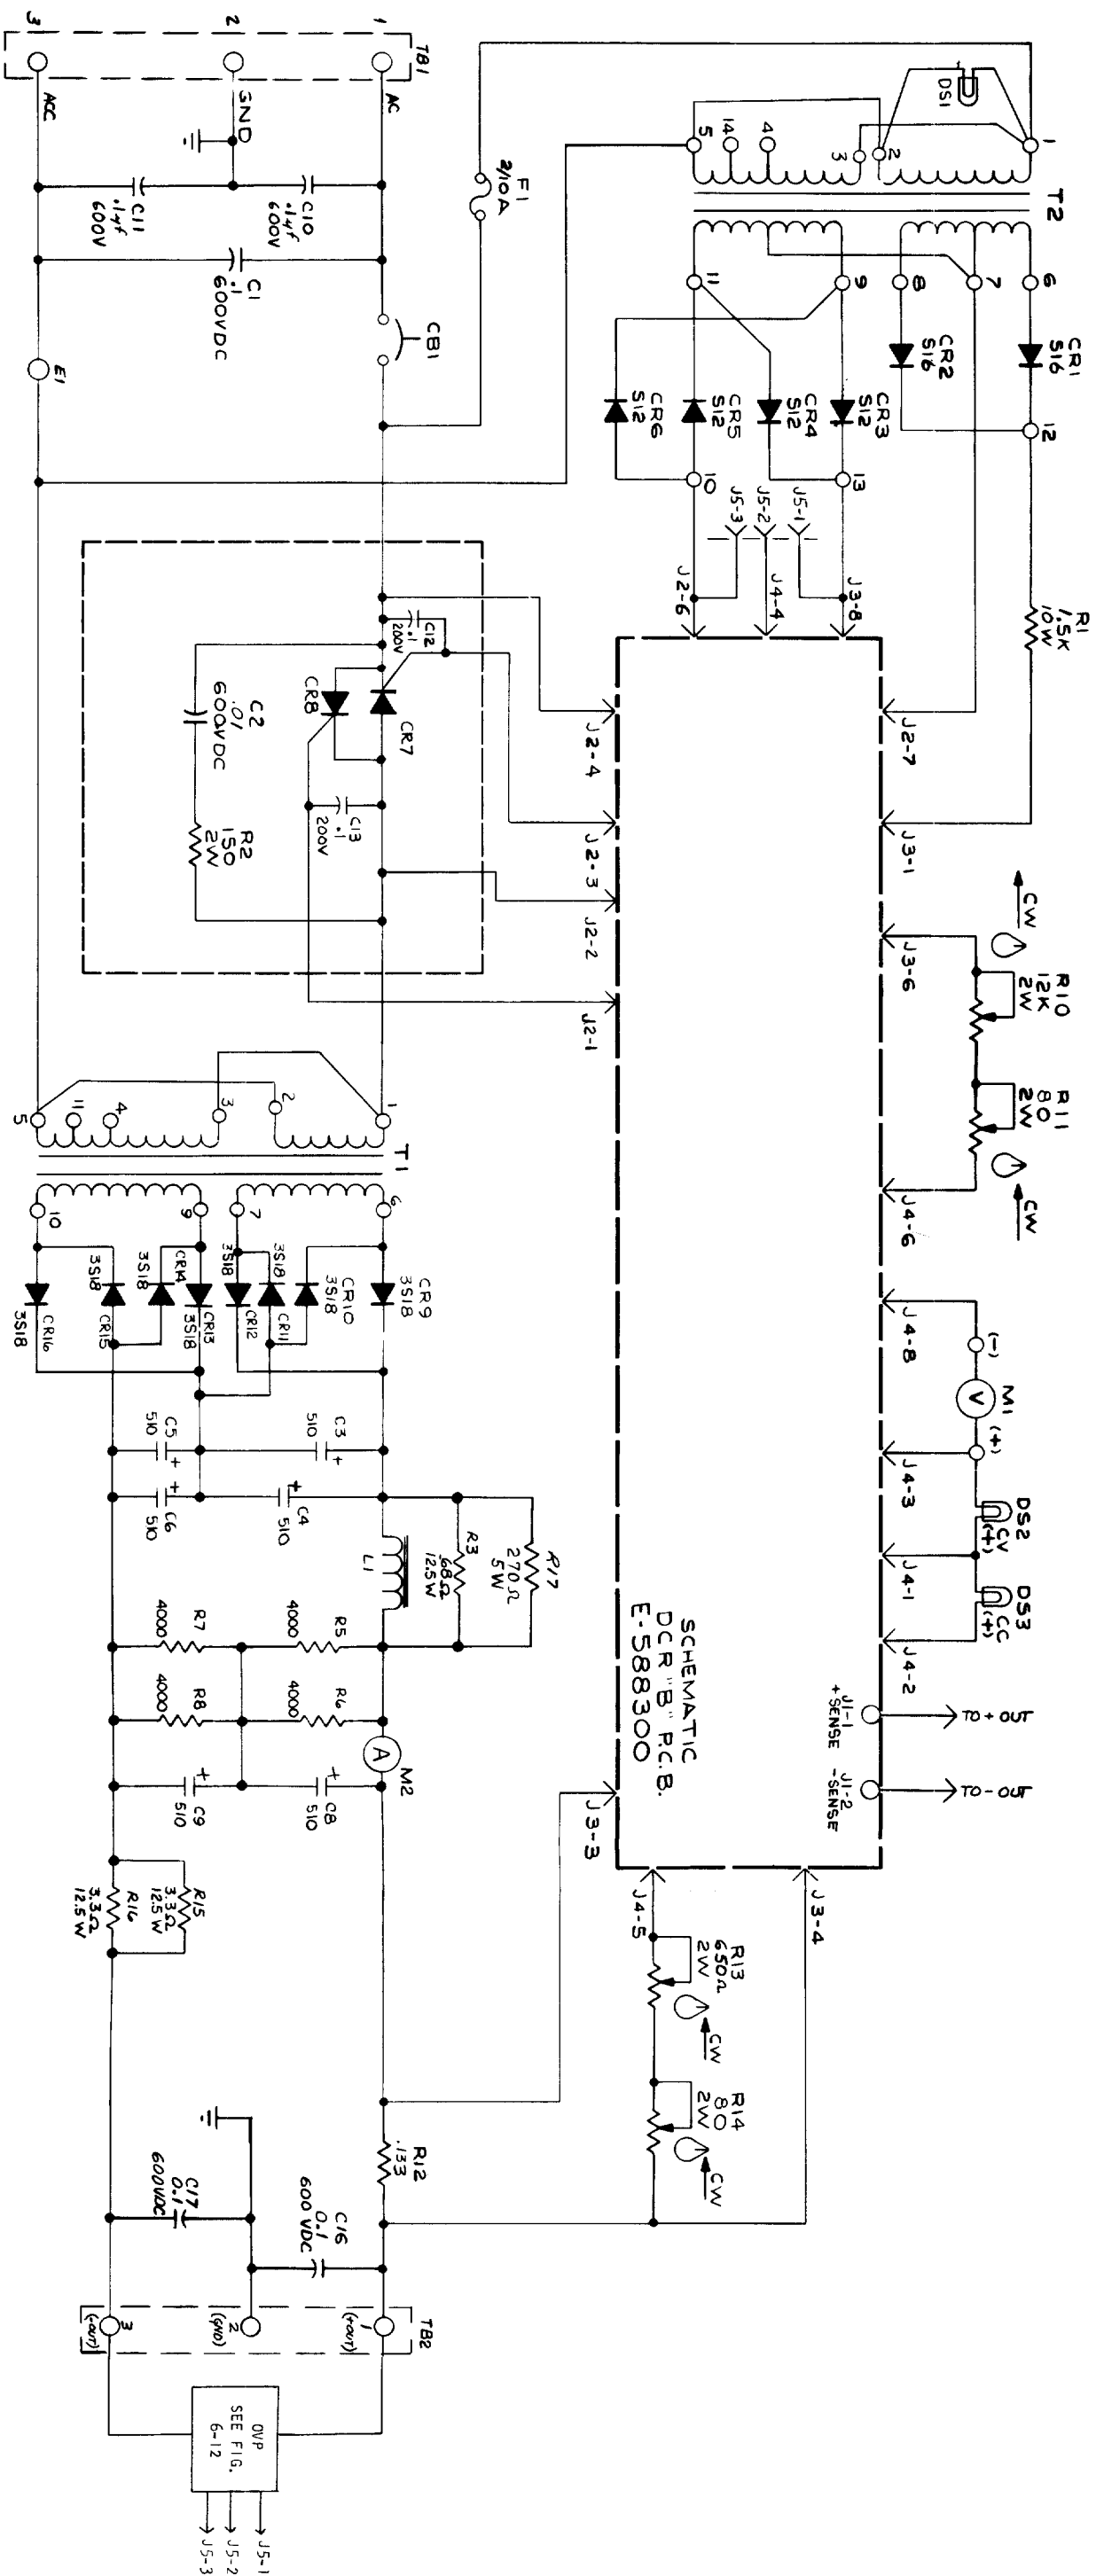 TB1
1
2
3
AC
GND
ACC
C10
.1µf
600V
C11
.1µf
600V
C1
.1
600VDC
CB1
E1
F1
2/10A
DS1
T2
1
2
3
4
14
5
6
7
8
9
11
CR1
S16
CR2
S16
12
CR3
S12
CR4
S12
CR5
S12
CR6
S12
13
10
J5-1
J5-2
J5-3
J3-8
J4-4
J2-6
R1
1.5K
10W
J2-7
J3-1
CW
R10
12K
2W
R11
80
2W
CW
J3-6
J4-6
M1
(-)
V
(+)
J4-8
J4-3
DS2
CV
(+)
J4-1
DS3
CC
(+)
J4-2
J1-1
+ SENSE
TO + OUT
J1-2
-SENSE
TO - OUT
SCHEMATIC
DCR "B" P.C.B.
E-588300
J2-4
J2-3
J2-2
J2-1
J3-3
J4-5
J3-4
C12
.1
200V
CR7
CR8
C13
.1
200V
C2
.01
600VDC
R2
150
2W
T1
1
2
3
4
11
5
6
7
9
10
CR9
3S18
CR10
3S18
CR11
3S18
CR12
3S18
CR13
3S18
CR14
3S18
CR15
3S18
CR16
3S18
C3
510
+
C5
510
+
C4
510
+
C6
510
+
L1
R3
68Ω
12.5W
R17
270Ω
5W
R5
4000
R7
4000
R6
4000
R8
4000
A
M2
C8
510
+
C9
510
+
R15
3.3Ω
12.5W
R16
3.3Ω
12.5W
R13
650Ω
2W
CW
R14
80
2W
CW
R12
.133
C16
0.1
600 VDC
C17
0.1
600VDC
TB2
1
(+OUT)
2
(GND)
3
(-OUT)
OVP
SEE FIG.
6-12
J5-1
J5-2
J5-3